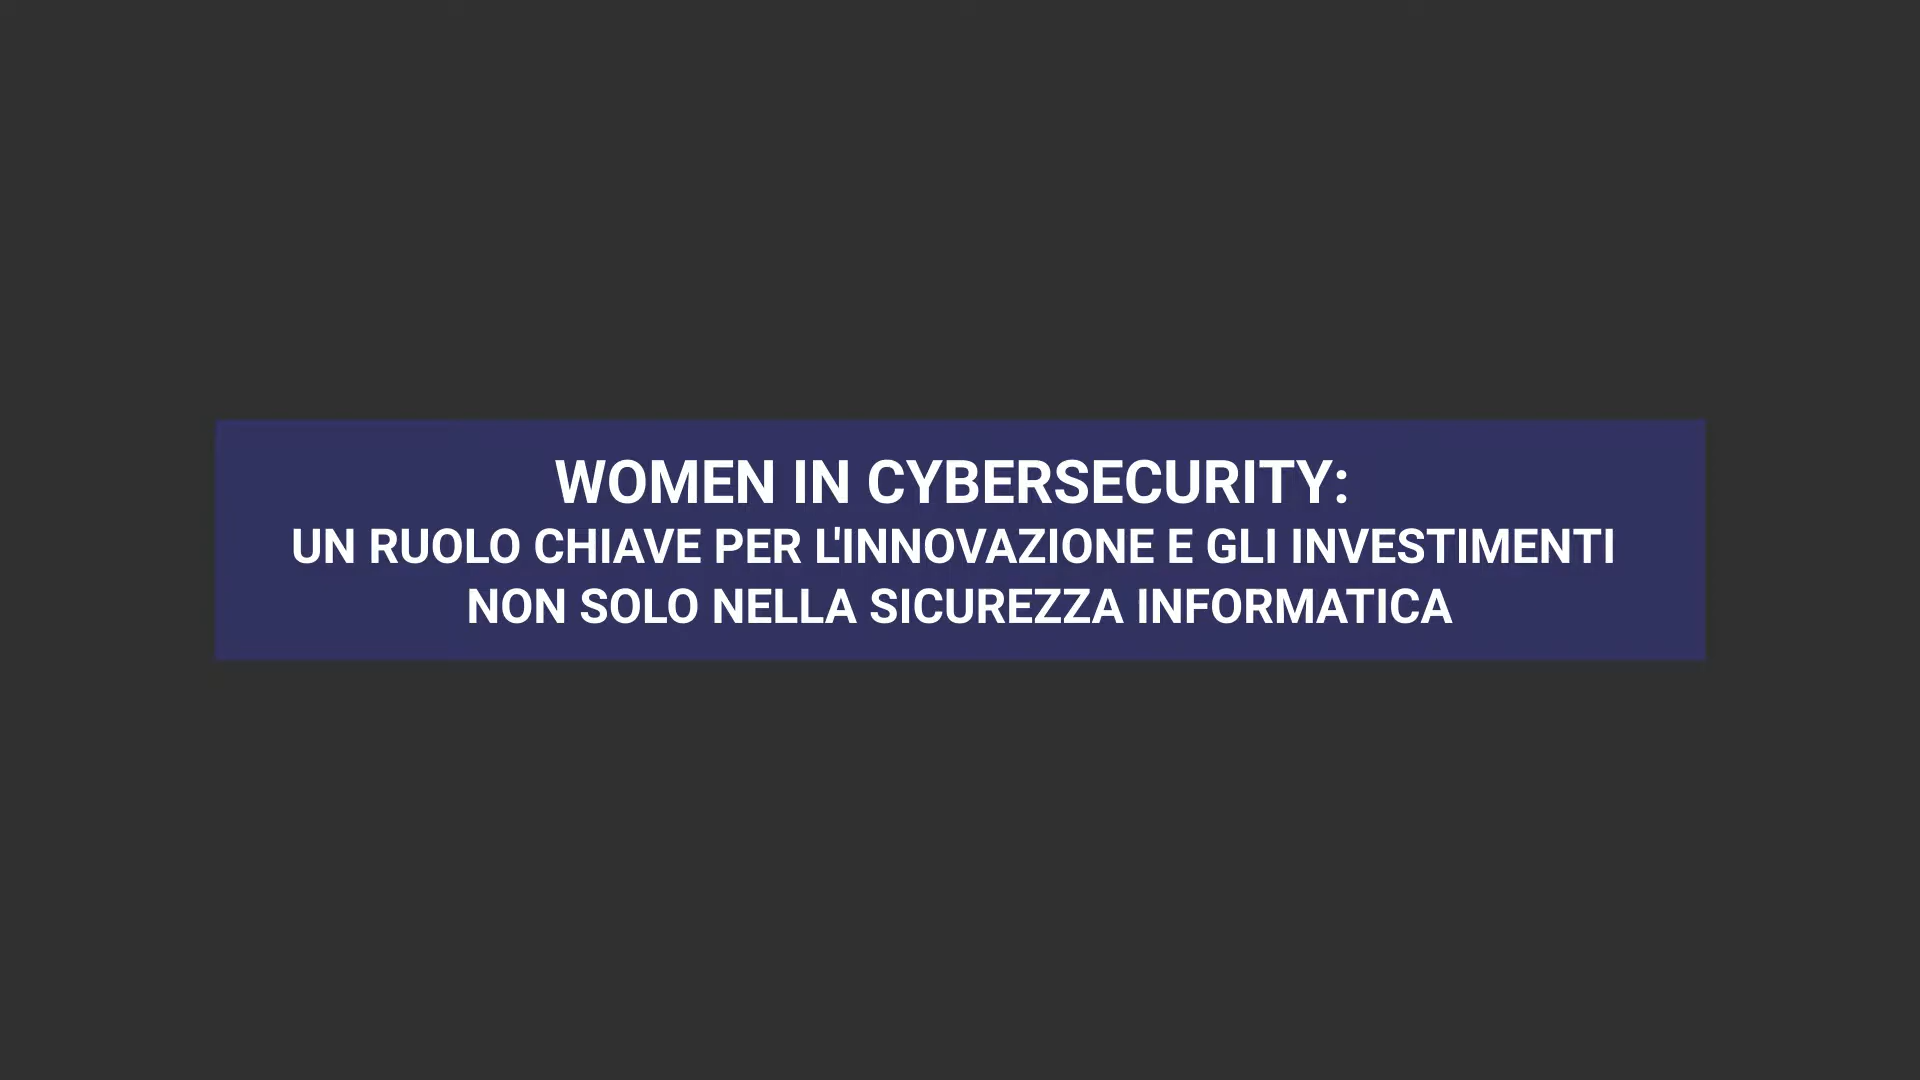 WOMEN IN CYBERSECURITY:
UN RUOLO CHIAVE PER L'INNOVAZIONE E GLI INVESTIMENTI
NON SOLO NELLA SICUREZZA INFORMATICA